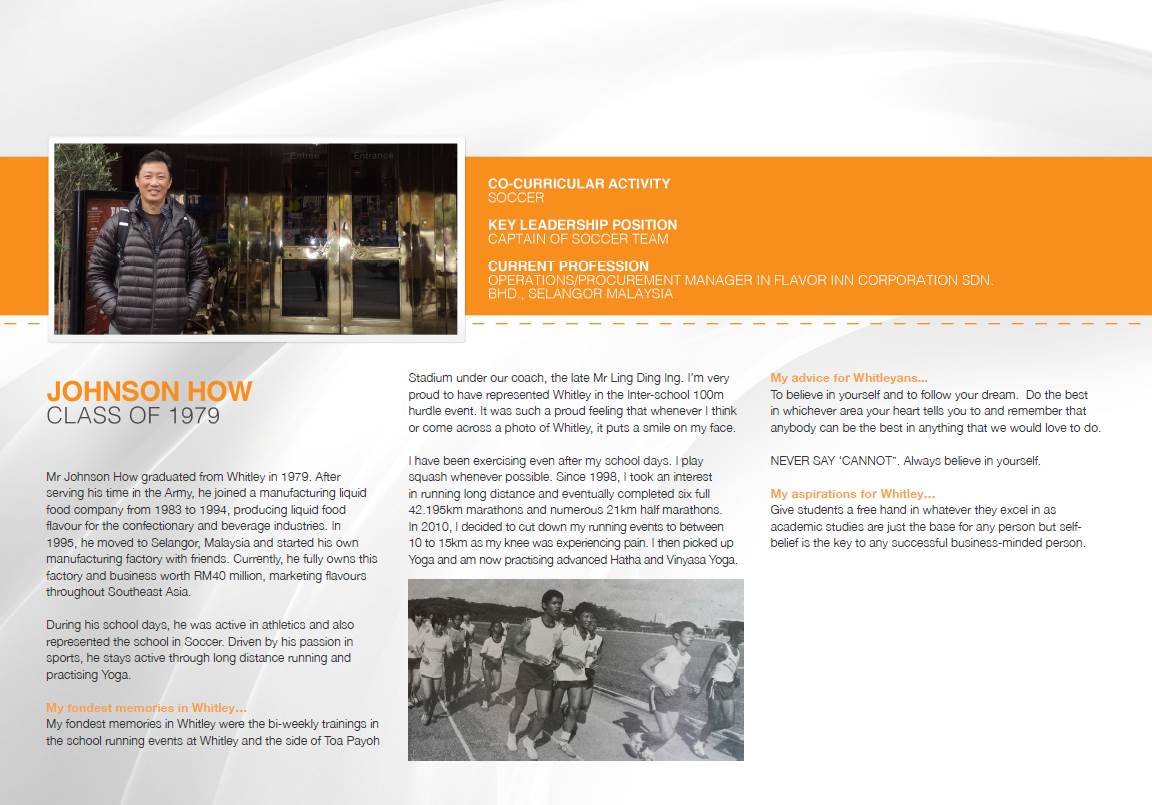 Entrée Entrance
CO-CURRICULAR ACTIVITY
SOCCER
KEY LEADERSHIP POSITION
CAPTAIN OF SOCCER TEAM
CURRENT PROFESSION
OPERATIONS/PROCUREMENT MANAGER IN FLAVOR INN CORPORATION SDN.
BHD., SELANGOR MALAYSIA
JOHNSON HOW
CLASS OF 1979
Mr Johnson How graduated from Whitley in 1979. After
serving his time in the Army, he joined a manufacturing liquid
food company from 1983 to 1994, producing liquid food
flavour for the confectionary and beverage industries. In
1995, he moved to Selangor, Malaysia and started his own
manufacturing factory with friends. Currently, he fully owns this
factory and business worth RM40 million, marketing flavours
throughout Southeast Asia.
During his school days, he was active in athletics and also
represented the school in Soccer. Driven by his passion in
sports, he stays active through long distance running and
practising Yoga.
My fondest memories in Whitley…
My fondest memories in Whitley were the bi-weekly trainings in
the school running events at Whitley and the side of Toa Payoh
Stadium under our coach, the late Mr Ling Ding Ing. I'm very
proud to have represented Whitley in the Inter-school 100m
hurdle event. It was such a proud feeling that whenever I think
or come across a photo of Whitley, it puts a smile on my face.
I have been exercising even after my school days. I play
squash whenever possible. Since 1998, I took an interest
in running long distance and eventually completed six full
42.195km marathons and numerous 21km half marathons.
In 2010, I decided to cut down my running events to between
10 to 15km as my knee was experiencing pain. I then picked up
Yoga and am now practising advanced Hatha and Vinyasa Yoga.
My advice for Whitleyans...
To believe in yourself and to follow your dream.  Do the best
in whichever area your heart tells you to and remember that
anybody can be the best in anything that we would love to do.
NEVER SAY ‘CANNOT”. Always believe in yourself.
My aspirations for Whitley…
Give students a free hand in whatever they excel in as
academic studies are just the base for any person but self-
belief is the key to any successful business-minded person.